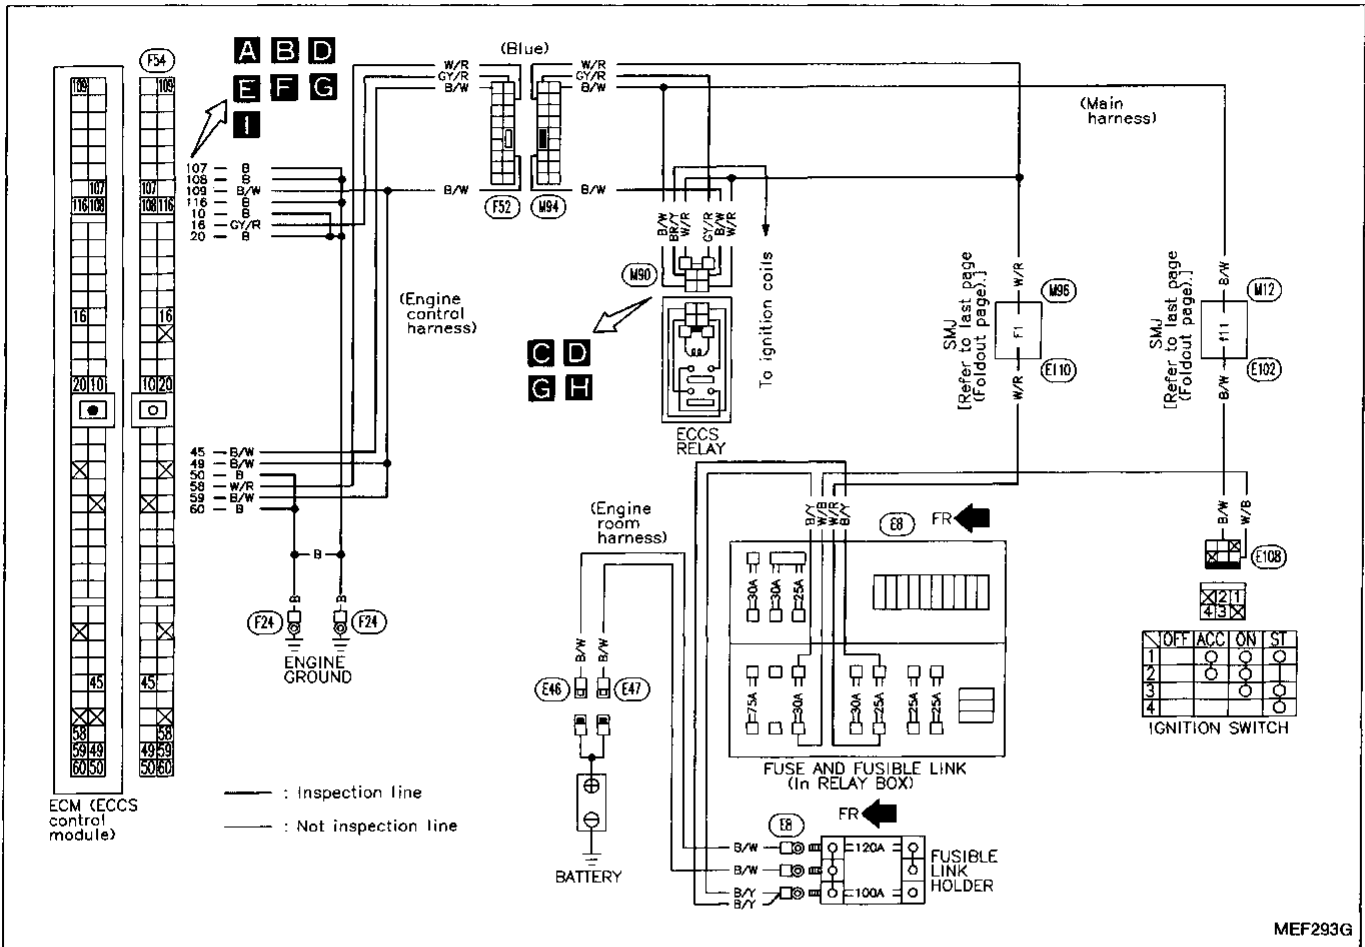 F54
A B D
E F G
I
(Blue)
W/R
GY/R
B/W
W/R
GY/R
B/W
(Main
harness)
109
109
107
107
116 108
108 116
107 — B
108 — B
109 — B/W
116 — B
10 — B
16 — GY/R
20 — B
B/W
F52
M94
B/W
B/W
BR/Y
W/R
GY/R
B/W
W/R
M90
To ignition coils
(Engine
control
harness)
16
16
C D
G H
ECCS
RELAY
SMJ
[Refer to last page
(Foldout page).]
W/R
M96
F1
E110
W/R
SMJ
[Refer to last page
(Foldout page).]
B/W
M12
f11
E102
B/W
20 10
10 20
45 — B/W
49 — B/W
50 — B
58 — W/R
59 — B/W
60 — B
B
B
B
F24
F24
ENGINE
GROUND
(Engine
room
harness)
B/Y
W/B
W/R
B/Y
E8
FR
B/W
W/B
E108
2 1
4 3
30A
30A
25A
75A
30A
30A
25A
25A
25A
OFF ACC ON ST
1
2
3
4
IGNITION SWITCH
B/W
B/W
E46
E47
45
45
58
58
59 49
49 59
60 50
50 60
FUSE AND FUSIBLE LINK
(In RELAY BOX)
ECM (ECCS
control
module)
: Inspection line
: Not inspection line
BATTERY
FR
E8
B/W
B/W
B/Y
B/Y
120A
100A
FUSIBLE
LINK
HOLDER
MEF293G